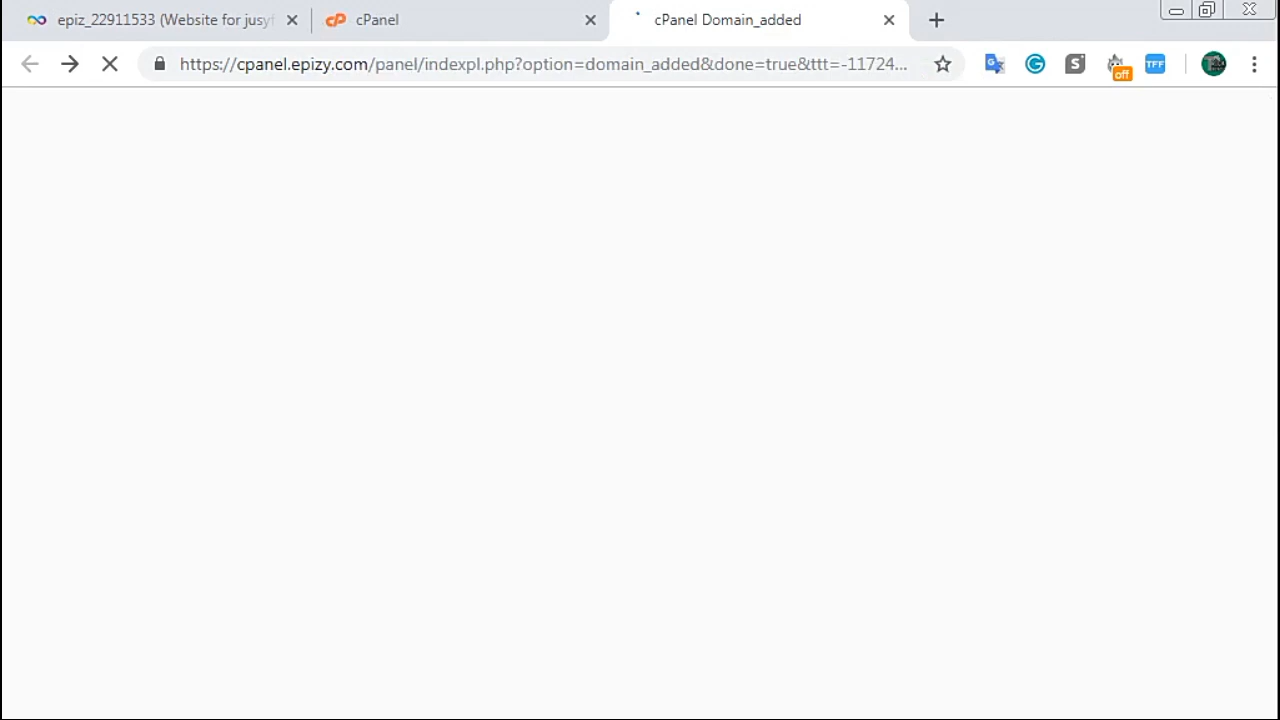 epiz_22911533 (Website for jusyf
cPanel
cPanel Domain_added
https://cpanel.epizy.com/panel/indexpl.php?option=domain_added&done=true&ttt=-11724...
G
S
off
TFF